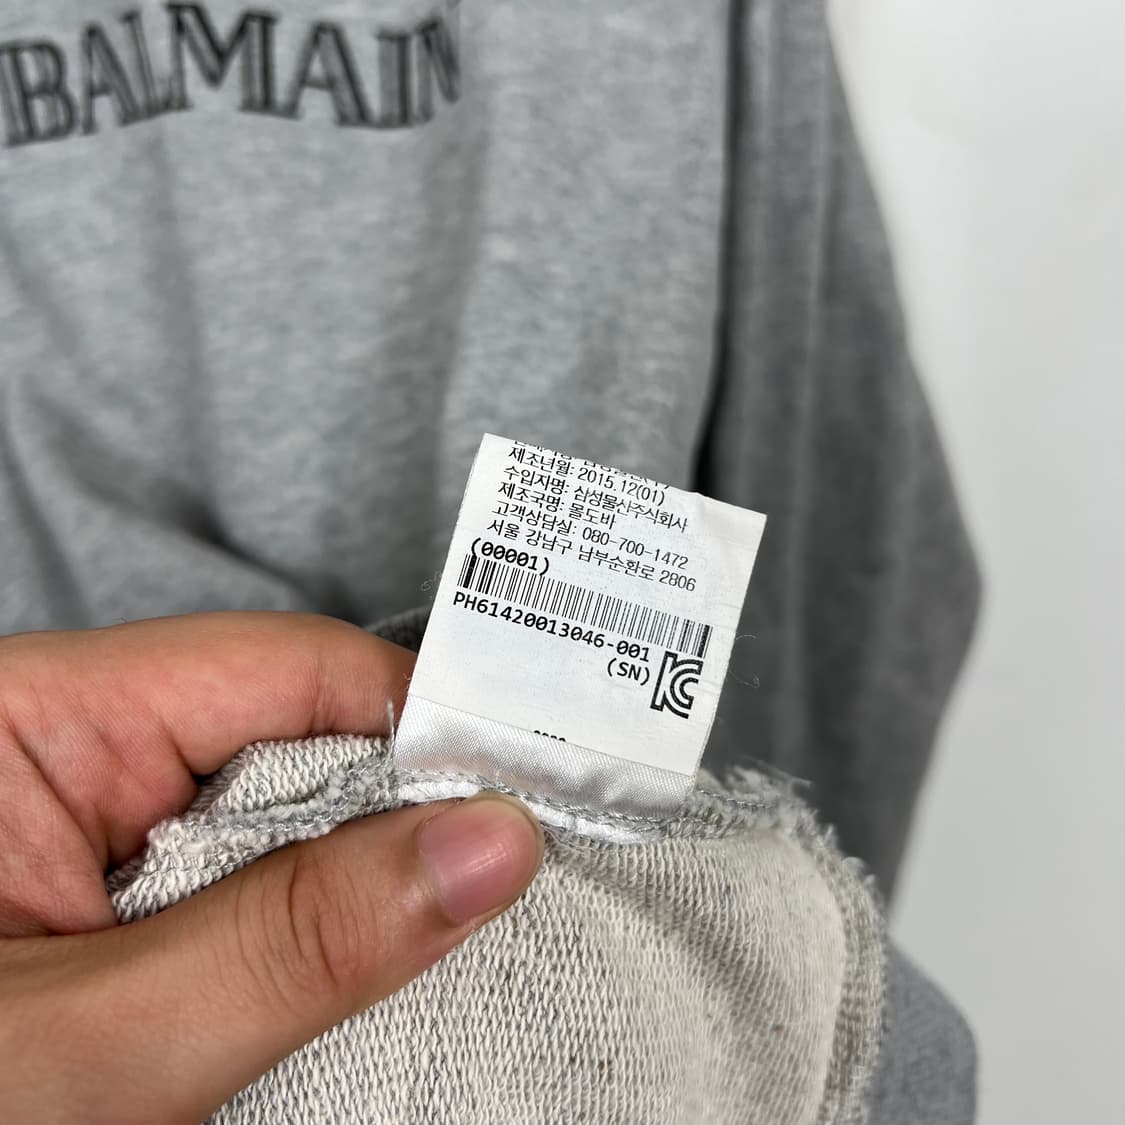 BALMAIN
제조년월: 2015.12(01)
수입자명: 삼성물산주식회사
제조국명: 몰도바
고객상담실: 080-700-1472
서울 강남구 남부순환로 2806
(00001)
PH61420013046-001
(SN)
KC